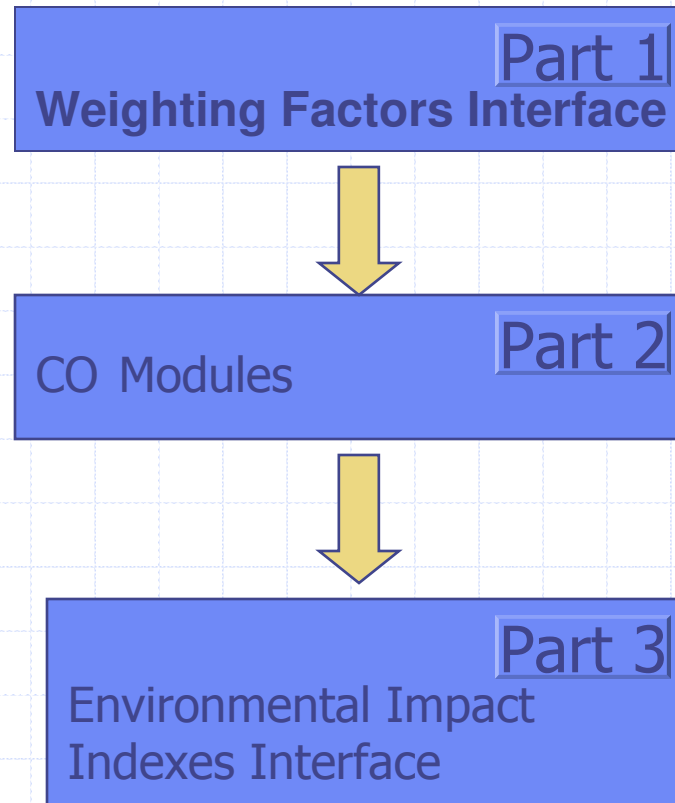 Part 1
Weighting Factors Interface
Part 2
CO Modules
Part 3
Environmental Impact
Indexes Interface